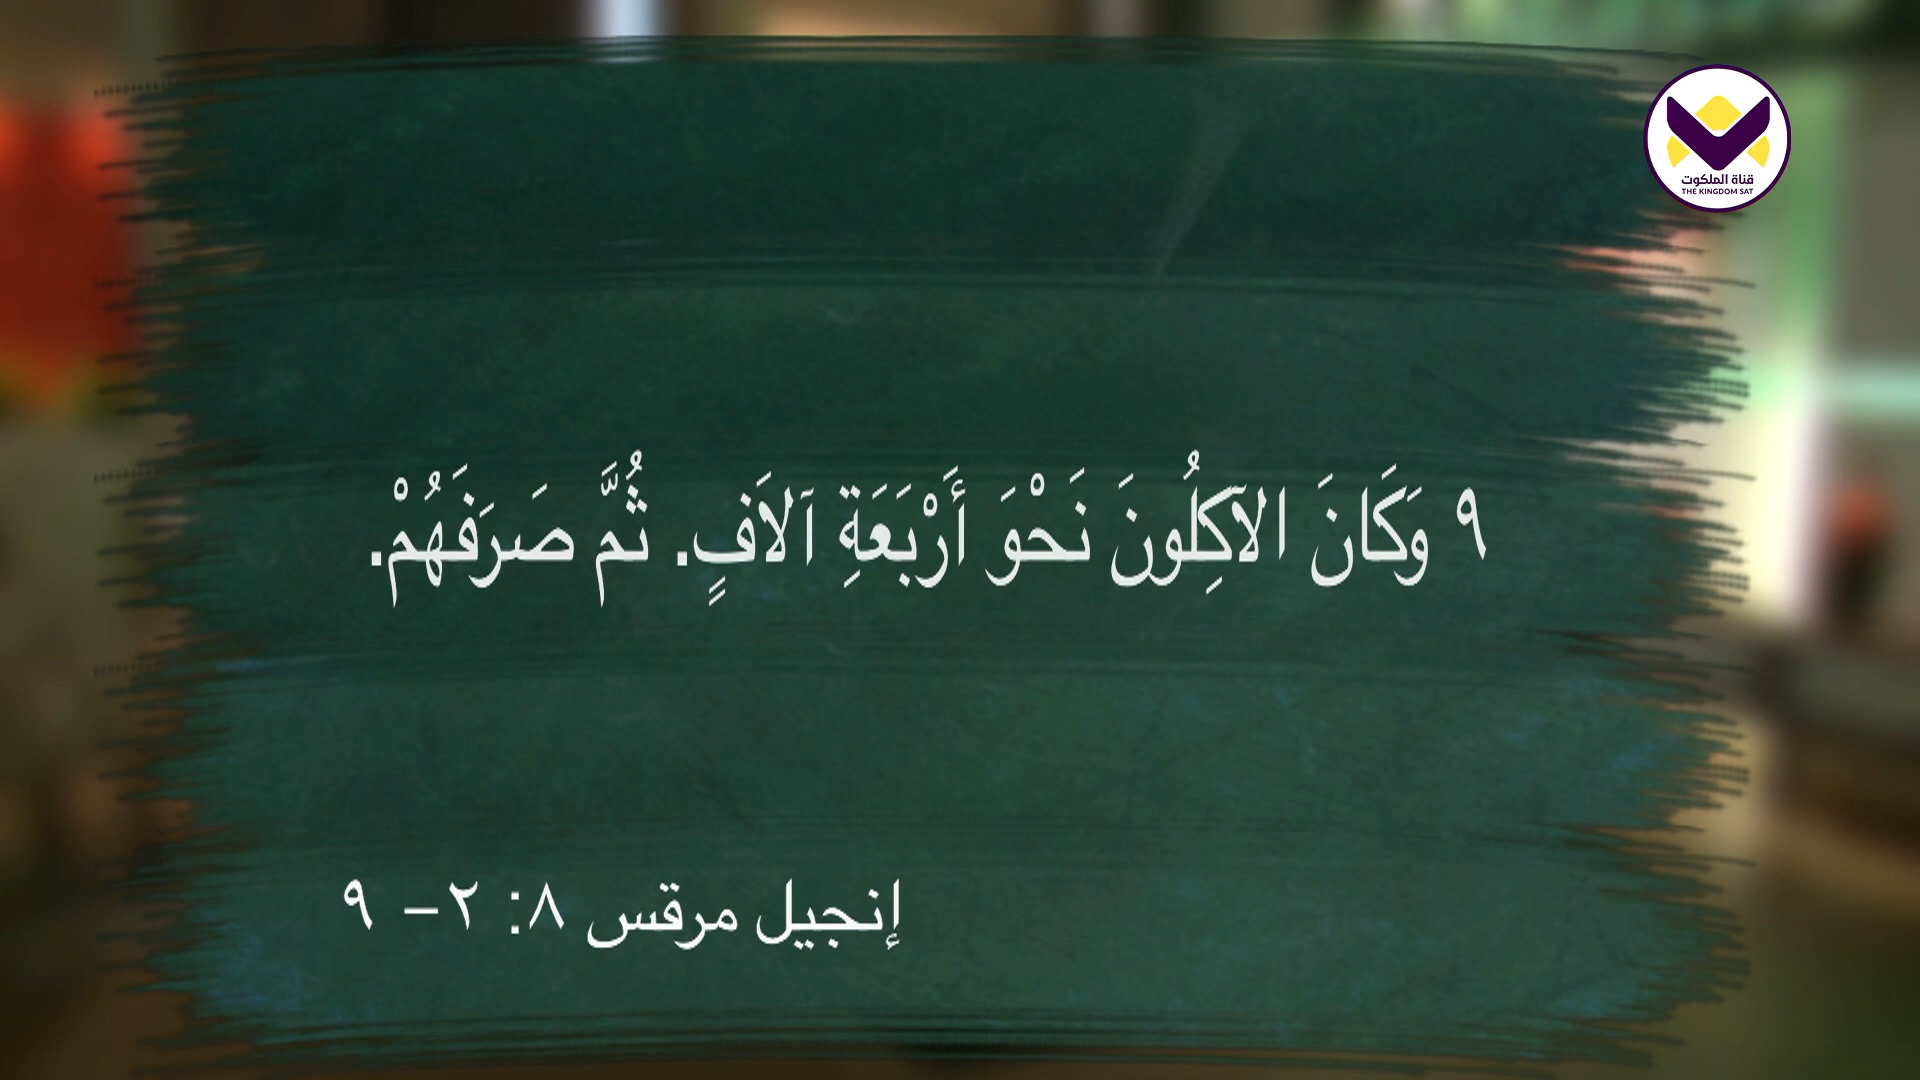 قناة الملكوت
THE KINGDOM SAT
٩ وَكَانَ الآكِلُونَ نَحْوَ أَرْبَعَةِ آلاَفٍ. ثُمَّ صَرَفَهُمْ.
إنجيل مرقس ٨: ٢– ٩